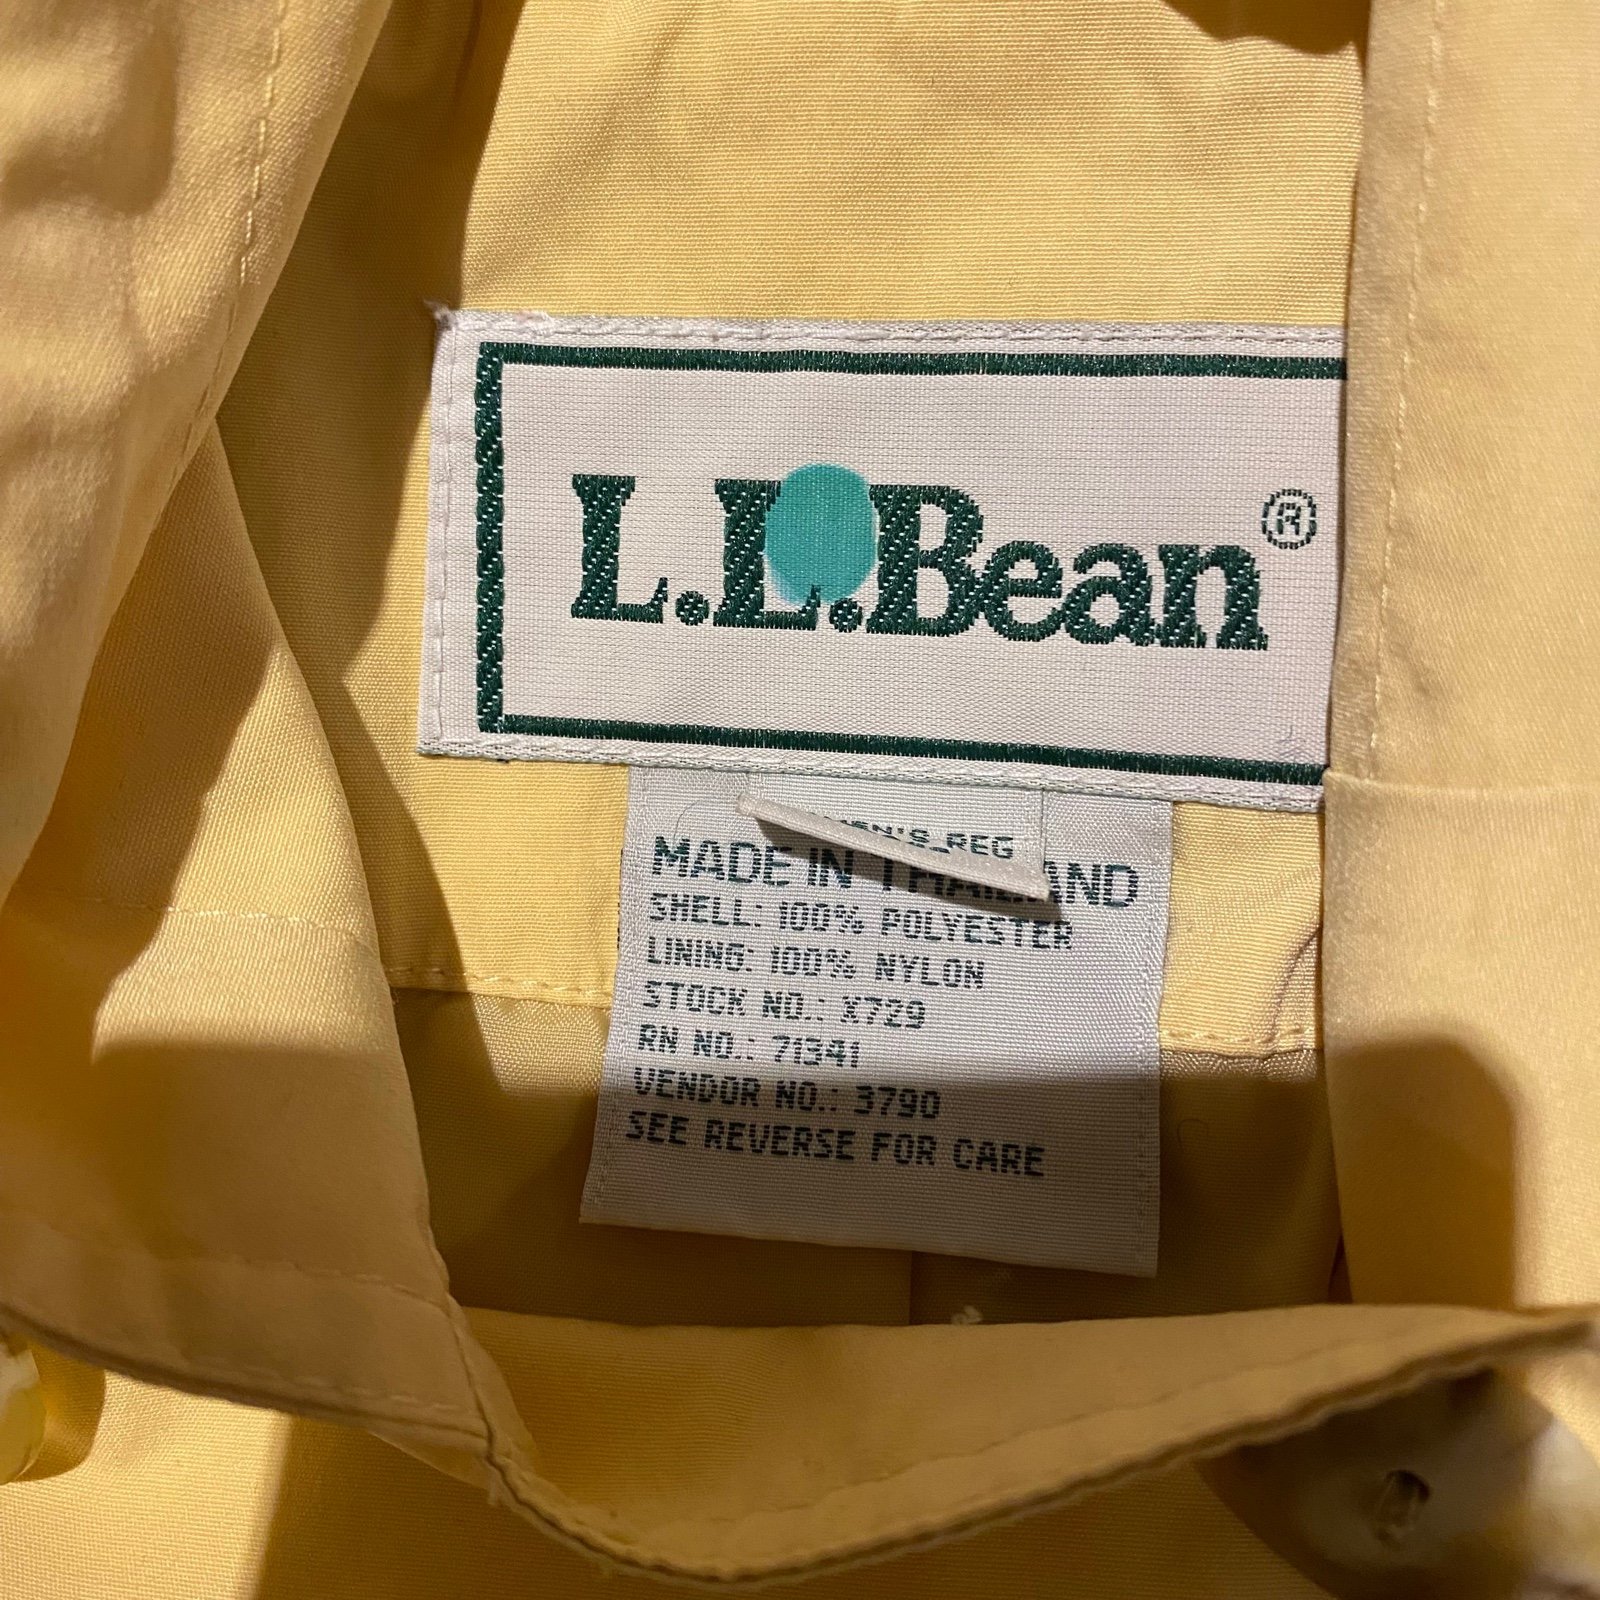 L.L.Bean®
REG
MADE IN THAILAND
SHELL: 100% POLYESTER
LINING: 100% NYLON
STOCK NO.: X729
RN NO.: 71341
VENDOR NO.: 3790
SEE REVERSE FOR CARE